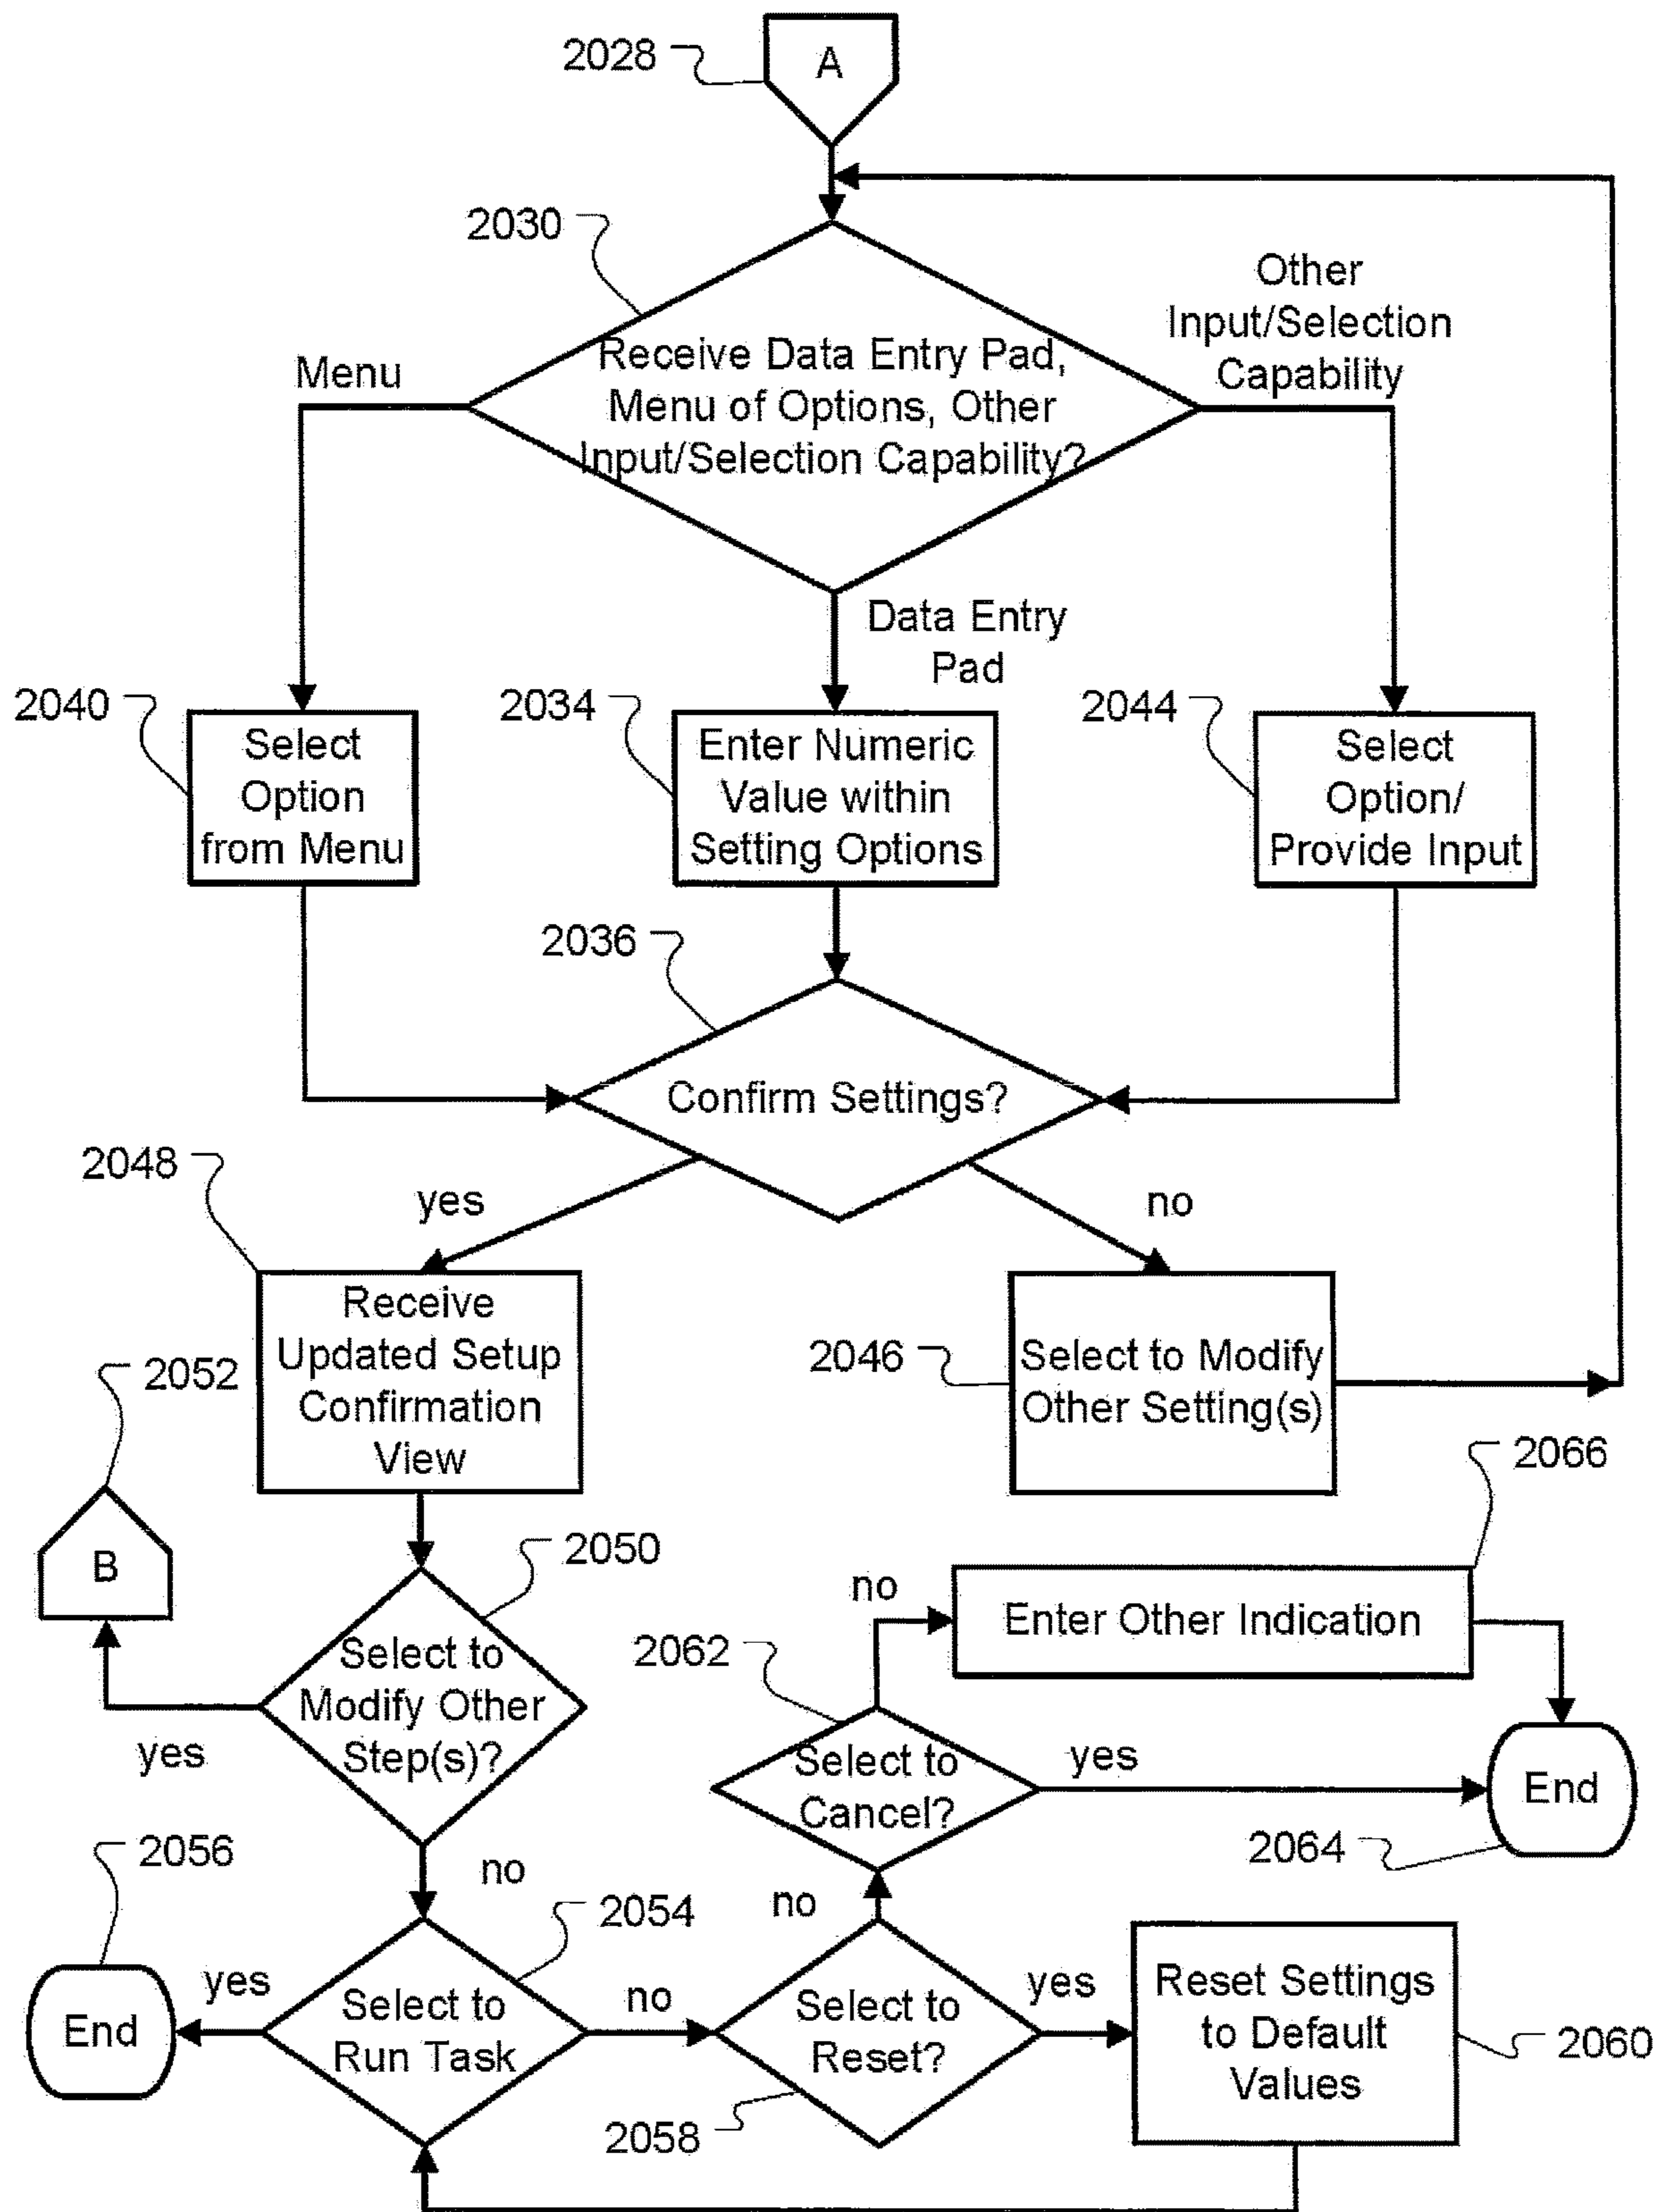 2028
A
2030
Other
Input/Selection
Capability
Menu
Receive Data Entry Pad,
Menu of Options, Other
Input/Selection Capability?
Data Entry
Pad
2040
Select
Option
from Menu
2034
Enter Numeric
Value within
Setting Options
2044
Select
Option/
Provide Input
2036
Confirm Settings?
yes
no
2048
Receive
Updated Setup
Confirmation
View
2046
Select to Modify
Other Setting(s)
2052
B
2050
Select to
Modify Other
Step(s)?
yes
no
2066
Enter Other Indication
no
2062
Select to
Cancel?
yes
End
2064
2056
End
yes
2054
Select to
Run Task
no
no
Select to
Reset?
2058
yes
Reset Settings
to Default
Values
2060